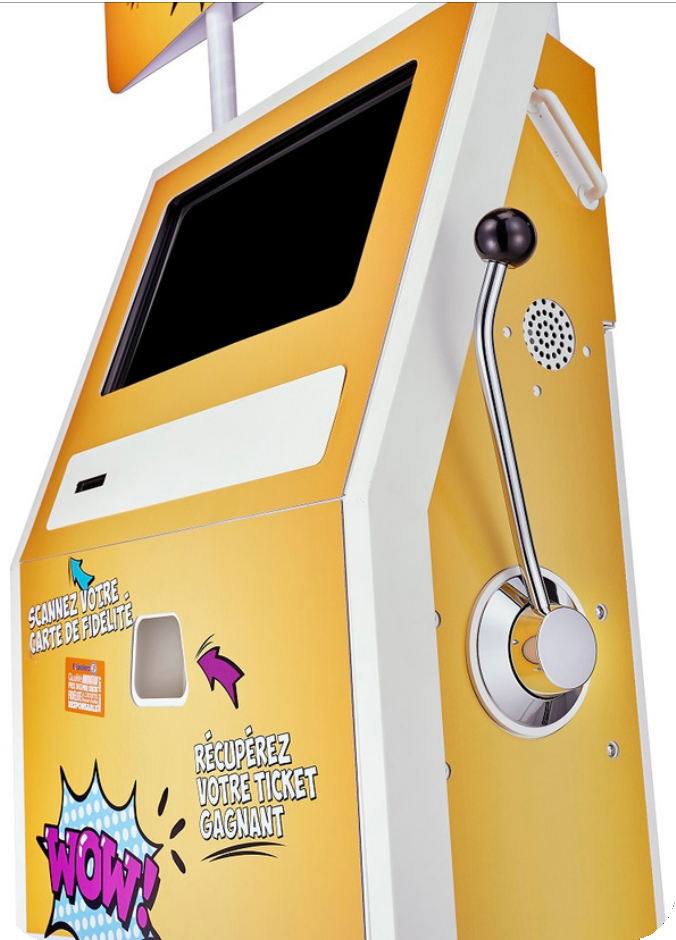 SCANNEZ VOTRE
CARTE DE FIDELITÉ
RÉCUPÉREZ
VOTRE TICKET
GAGNANT
WOW!